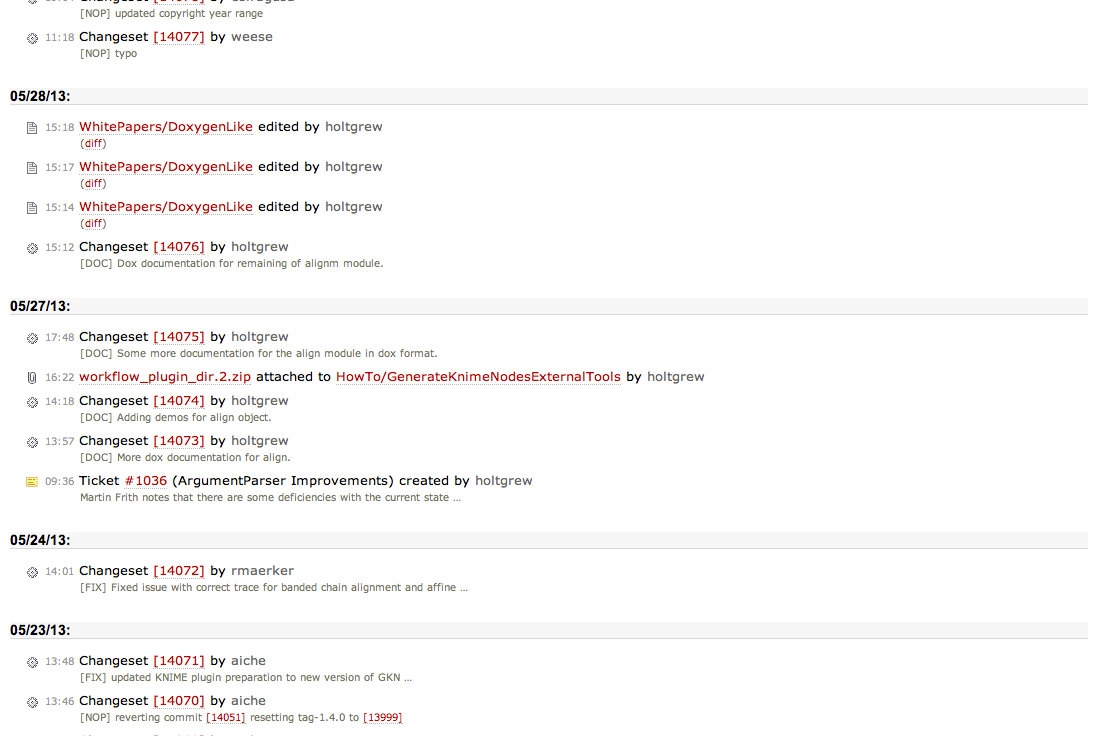 [NOP] updated copyright year range
11:18 Changeset [14077] by weese
[NOP] typo
05/28/13:
15:18 WhitePapers/DoxygenLike edited by holtgrew
(diff)
15:17 WhitePapers/DoxygenLike edited by holtgrew
(diff)
15:14 WhitePapers/DoxygenLike edited by holtgrew
(diff)
15:12 Changeset [14076] by holtgrew
[DOC] Dox documentation for remaining of alignm module.
05/27/13:
17:48 Changeset [14075] by holtgrew
[DOC] Some more documentation for the align module in dox format.
16:22 workflow_plugin_dir.2.zip attached to HowTo/GenerateKnimeNodesExternalTools by holtgrew
14:18 Changeset [14074] by holtgrew
[DOC] Adding demos for align object.
13:57 Changeset [14073] by holtgrew
[DOC] More dox documentation for align.
09:36 Ticket #1036 (ArgumentParser Improvements) created by holtgrew
Martin Frith notes that there are some deficiencies with the current state ...
05/24/13:
14:01 Changeset [14072] by rmaerker
[FIX] Fixed issue with correct trace for banded chain alignment and affine ...
05/23/13:
13:48 Changeset [14071] by aiche
[FIX] updated KNIME plugin preparation to new version of GKN ...
13:46 Changeset [14070] by aiche
[NOP] reverting commit [14051] resetting tag-1.4.0 to [13999]